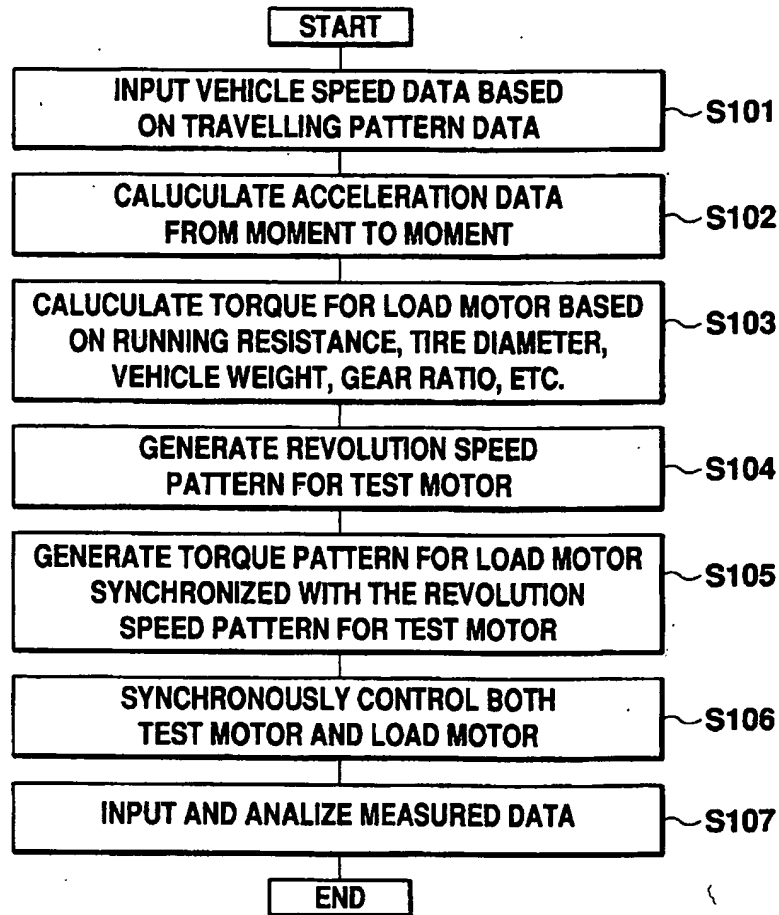 START
INPUT VEHICLE SPEED DATA BASED
ON TRAVELLING PATTERN DATA
S101
CALUCULATE ACCELERATION DATA
FROM MOMENT TO MOMENT
S102
CALUCULATE TORQUE FOR LOAD MOTOR BASED
ON RUNNING RESISTANCE, TIRE DIAMETER,
VEHICLE WEIGHT, GEAR RATIO, ETC.
S103
GENERATE REVOLUTION SPEED
PATTERN FOR TEST MOTOR
S104
GENERATE TORQUE PATTERN FOR LOAD MOTOR
SYNCHRONIZED WITH THE REVOLUTION
SPEED PATTERN FOR TEST MOTOR
S105
SYNCHRONOUSLY CONTROL BOTH
TEST MOTOR AND LOAD MOTOR
S106
INPUT AND ANALIZE MEASURED DATA
S107
END